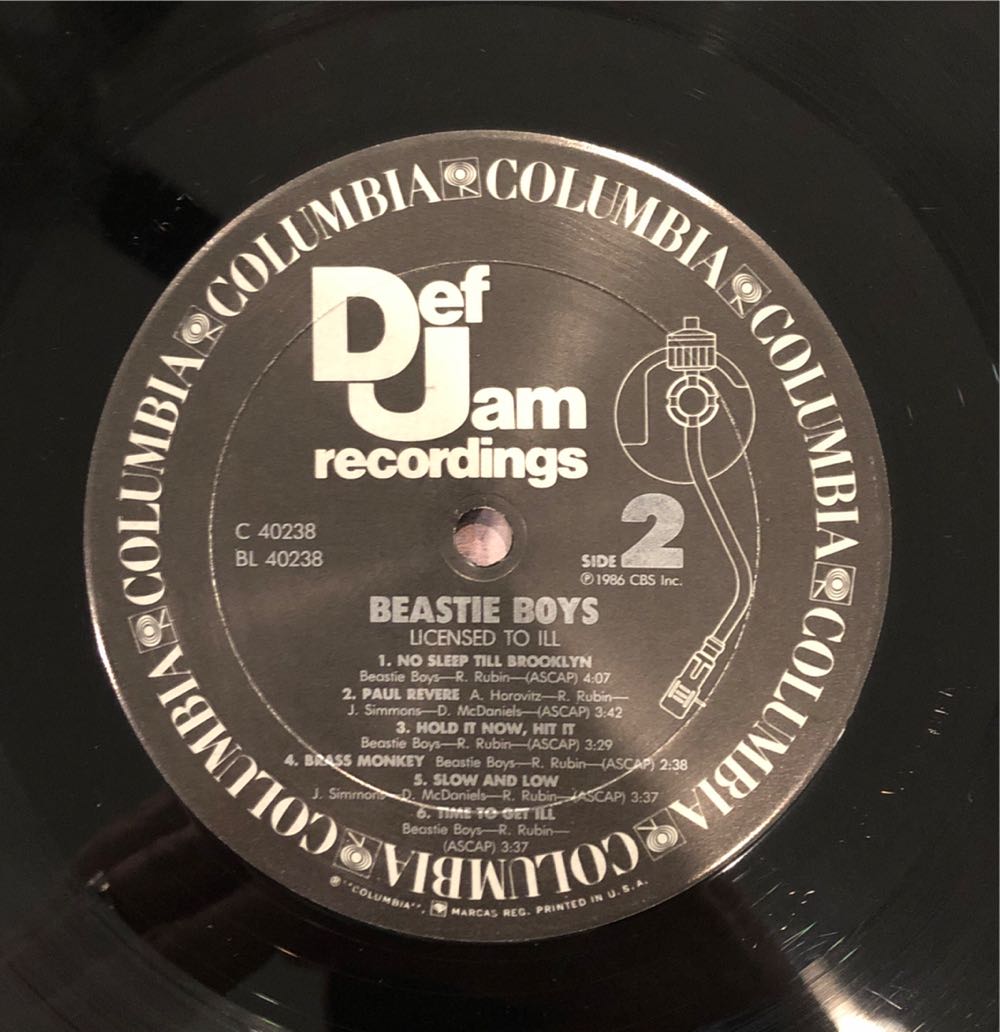 COLUMBIA COLUMBIA COLUMBIA COLUMBIA COLUMBIA COLUMBIA COLUMBIA COLUMBIA COLUMBIA COLUMBIA
Def
Jam
recordings
C 40238
BL 40238
SIDE 2
℗ 1986 CBS Inc.
BEASTIE BOYS
LICENSED TO ILL
1. NO SLEEP TILL BROOKLYN
Beastie Boys—R. Rubin—(ASCAP) 4:07
2. PAUL REVERE A. Horovitz—R. Rubin—
J. Simmons—D. McDaniels—(ASCAP) 3:42
3. HOLD IT NOW, HIT IT
Beastie Boys—R. Rubin—(ASCAP) 3:29
4. BRASS MONKEY Beastie Boys—R. Rubin—(ASCAP) 2:38
5. SLOW AND LOW
J. Simmons—D. McDaniels—R. Rubin—(ASCAP) 3:37
6. TIME TO GET ILL
Beastie Boys—R. Rubin—
(ASCAP) 3:37
® "COLUMBIA", MARCAS REG. PRINTED IN U.S.A.